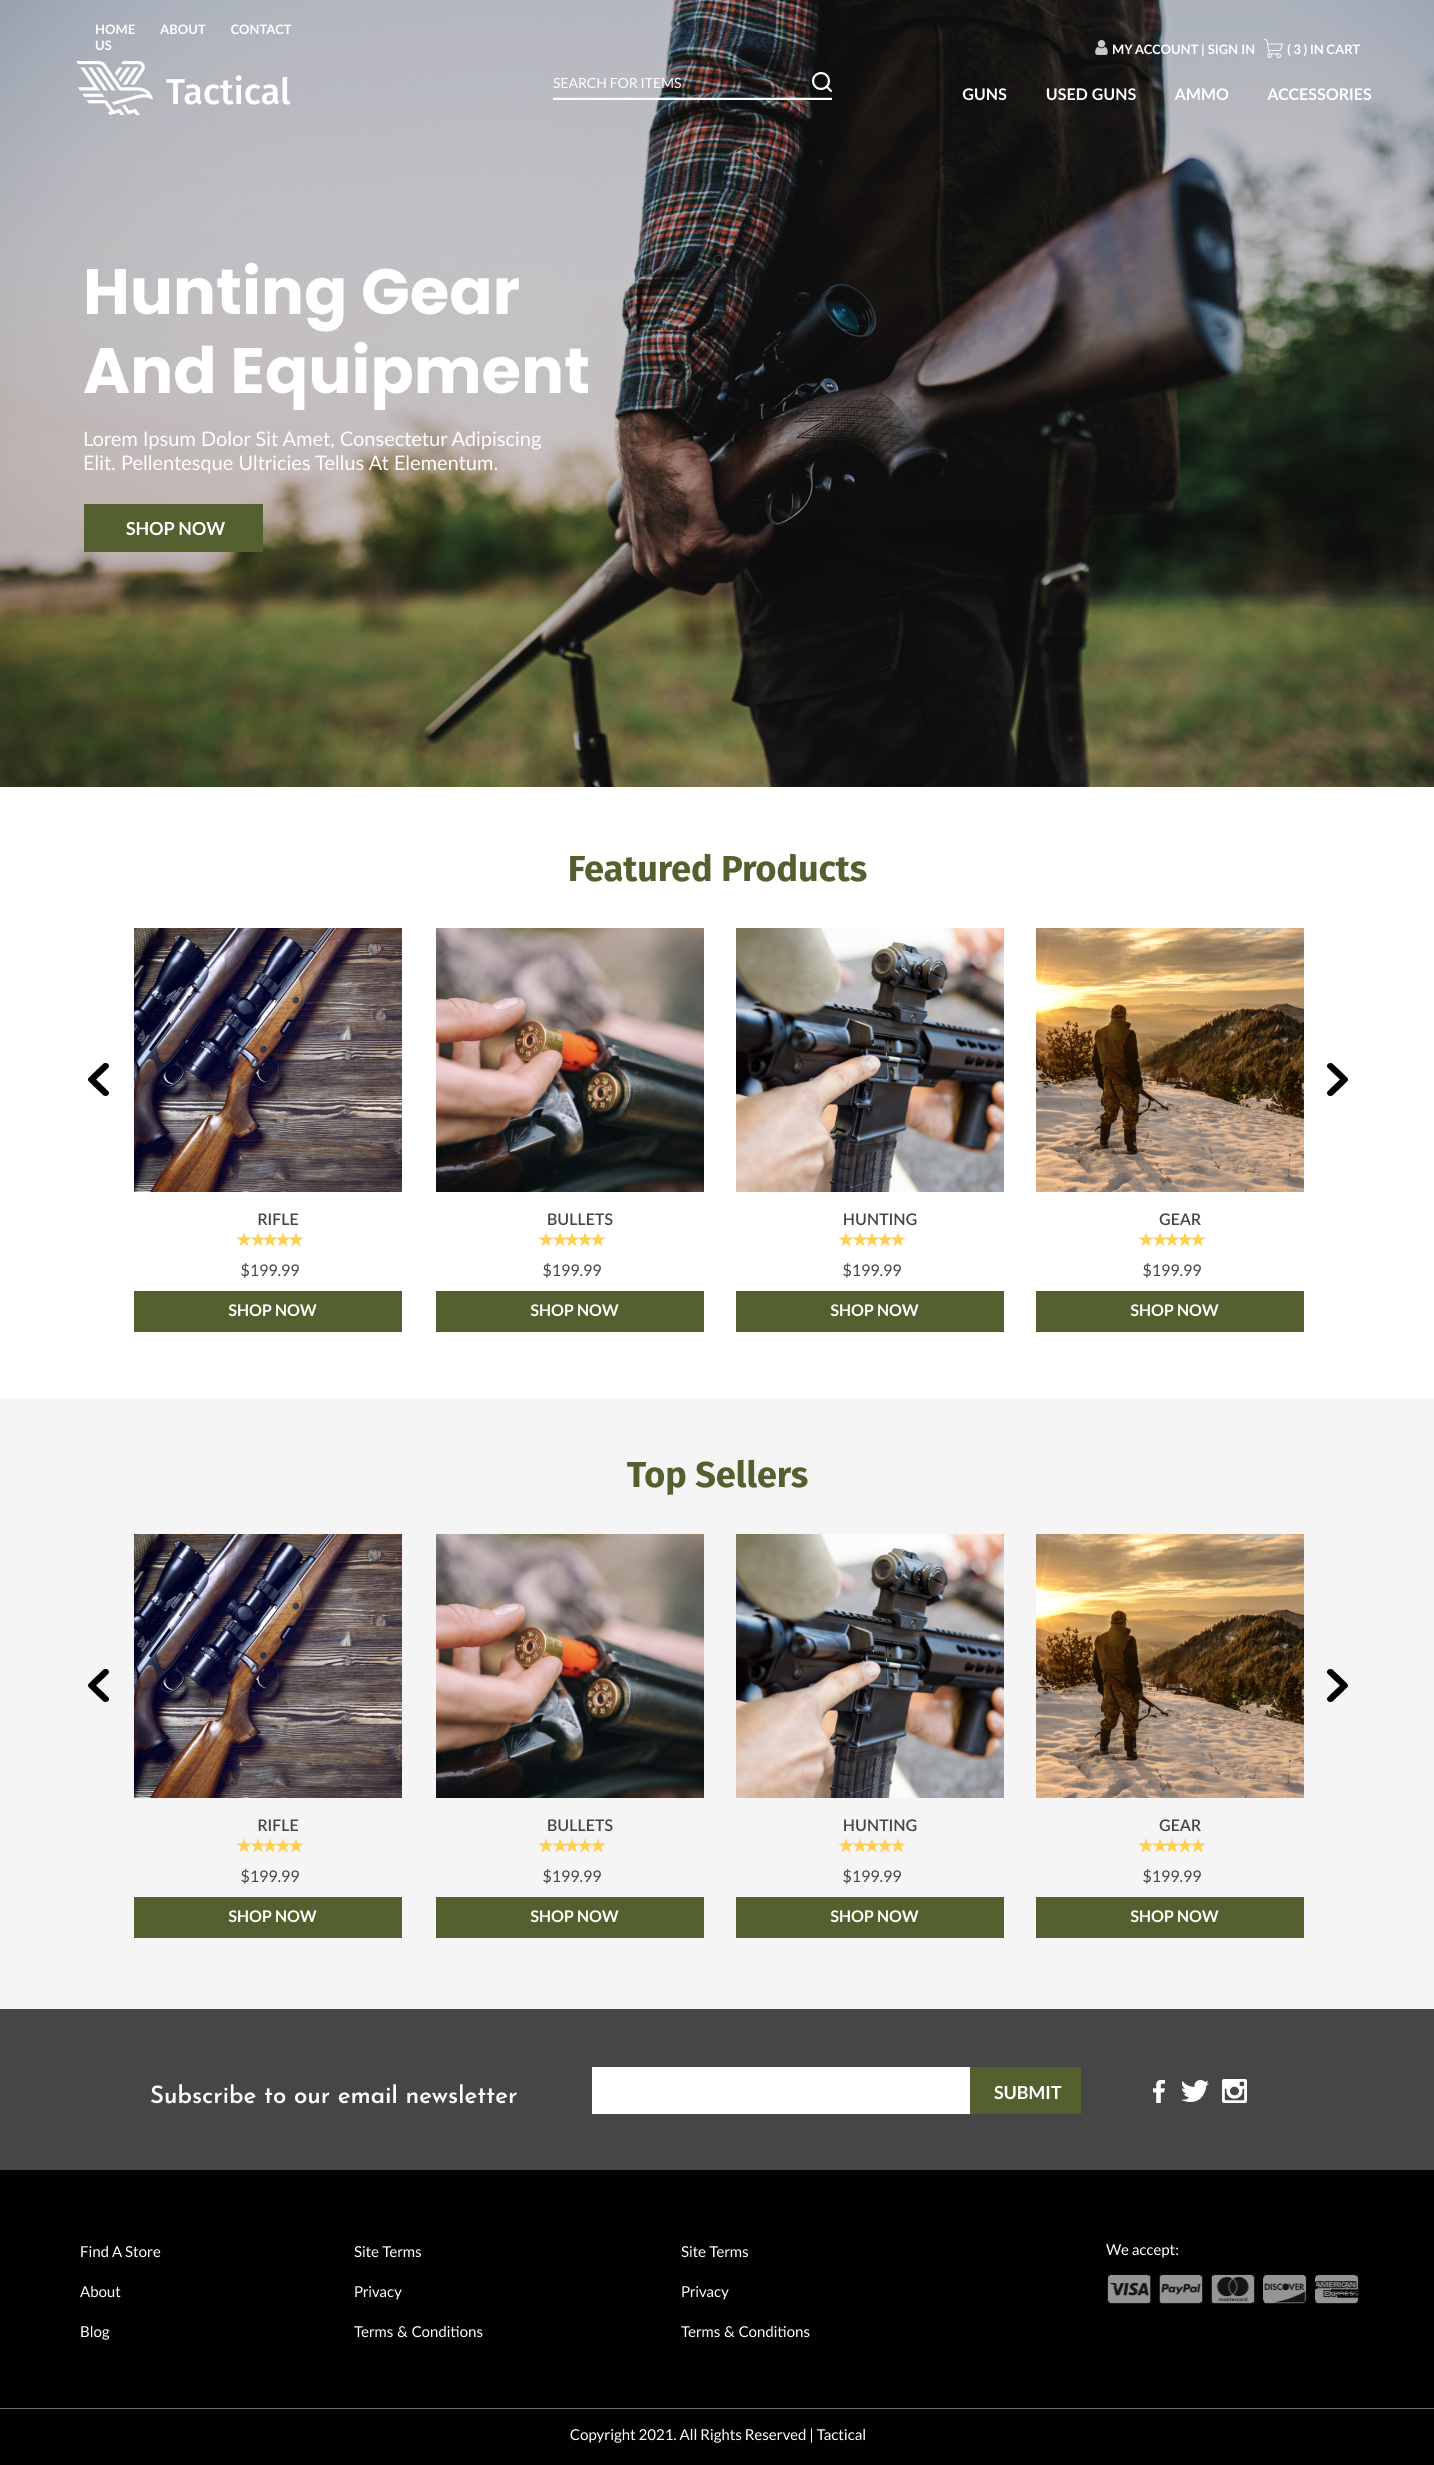 HOME ABOUT CONTACT
US
MY ACCOUNT | SIGN IN ( 3 ) IN CART
Tactical
SEARCH FOR ITEMS
GUNS USED GUNS AMMO ACCESSORIES
Hunting Gear
And Equipment
Lorem Ipsum Dolor Sit Amet, Consectetur Adipiscing
Elit. Pellentesque Ultricies Tellus At Elementum.
SHOP NOW
Featured Products
RIFLE BULLETS HUNTING GEAR
$199.99 $199.99 $199.99 $199.99
SHOP NOW SHOP NOW SHOP NOW SHOP NOW
Top Sellers
RIFLE BULLETS HUNTING GEAR
$199.99 $199.99 $199.99 $199.99
SHOP NOW SHOP NOW SHOP NOW SHOP NOW
Subscribe to our email newsletter
SUBMIT
Find A Store Site Terms Site Terms We accept:
About Privacy Privacy VISA PayPal mastercard DISCOVER AMERICAN EXPRESS
Blog Terms & Conditions Terms & Conditions
Copyright 2021. All Rights Reserved | Tactical